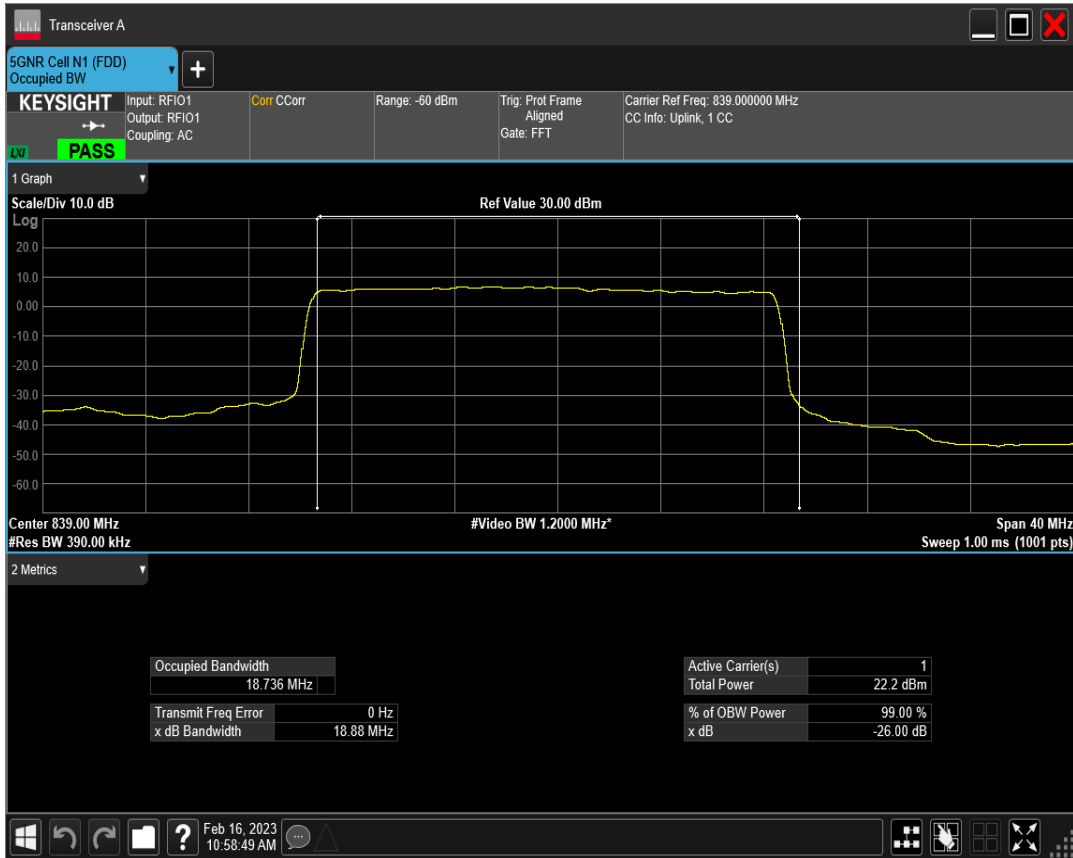 Transceiver A
5GNR Cell N1 (FDD)
Occupied BW
+
KEYSIGHT
LXI
PASS
Input: RFIO1
Output: RFIO1
Coupling: AC
Corr CCorr
Range: -60 dBm
Trig: Prot Frame
Aligned
Gate: FFT
Carrier Ref Freq: 839.000000 MHz
CC Info: Uplink, 1 CC
1 Graph
Scale/Div 10.0 dB
Ref Value 30.00 dBm
Log
20.0
10.0
0.00
-10.0
-20.0
-30.0
-40.0
-50.0
-60.0
Center 839.00 MHz
#Video BW 1.2000 MHz*
Span 40 MHz
#Res BW 390.00 kHz
Sweep 1.00 ms (1001 pts)
2 Metrics
Occupied Bandwidth
18.736 MHz
Transmit Freq Error 0 Hz
x dB Bandwidth 18.88 MHz
Active Carrier(s) 1
Total Power 22.2 dBm
% of OBW Power 99.00 %
x dB -26.00 dB
?
Feb 16, 2023
10:58:49 AM